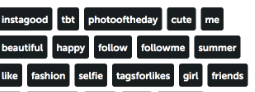 instagood tbt photooftheday cute me
beautiful happy follow followme summer
like fashion selfie tagsforlikes girl friends